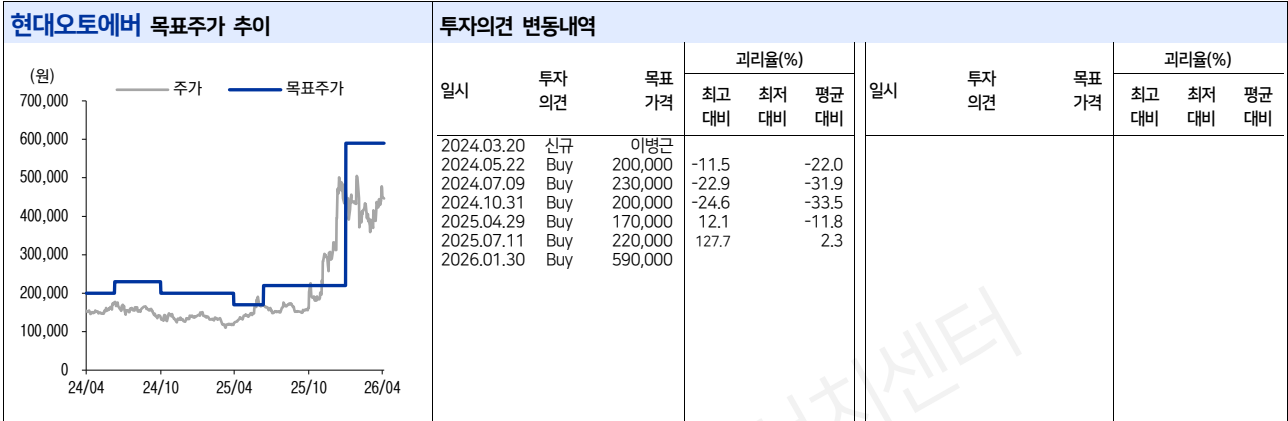 현대오토에버 목표주가 추이
(원)
주가 목표주가
700,000
600,000
500,000
400,000
300,000
200,000
100,000
0
24/04 24/10 25/04 25/10 26/04
투자의견 변동내역
일시 투자의견 목표가격 괴리율(%) 최고대비 최저대비 평균대비
2024.03.20 신규 이병근
2024.05.22 Buy 200,000 -11.5 -22.0
2024.07.09 Buy 230,000 -22.9 -31.9
2024.10.31 Buy 200,000 -24.6 -33.5
2025.04.29 Buy 170,000 12.1 -11.8
2025.07.11 Buy 220,000 127.7 2.3
2026.01.30 Buy 590,000
일시 투자의견 목표가격 괴리율(%) 최고대비 최저대비 평균대비